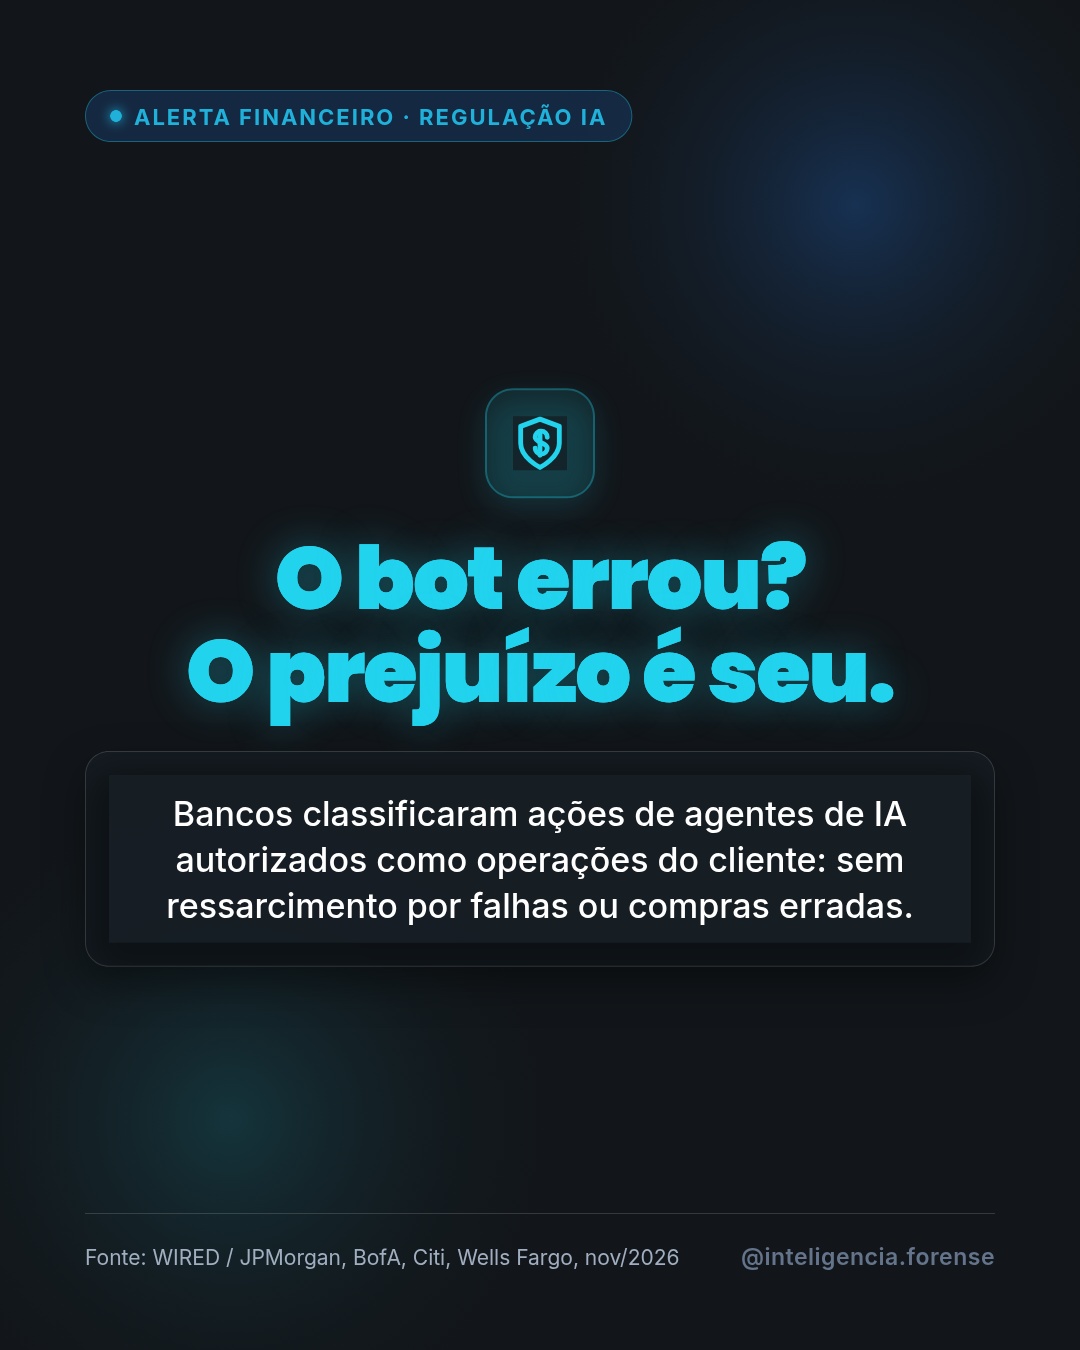 ALERTA FINANCEIRO · REGULAÇÃO IA
$
O bot errou?
O prejuízo é seu.
Bancos classificaram ações de agentes de IA
autorizados como operações do cliente: sem
ressarcimento por falhas ou compras erradas.
Fonte: WIRED / JPMorgan, BofA, Citi, Wells Fargo, nov/2026
@inteligencia.forense